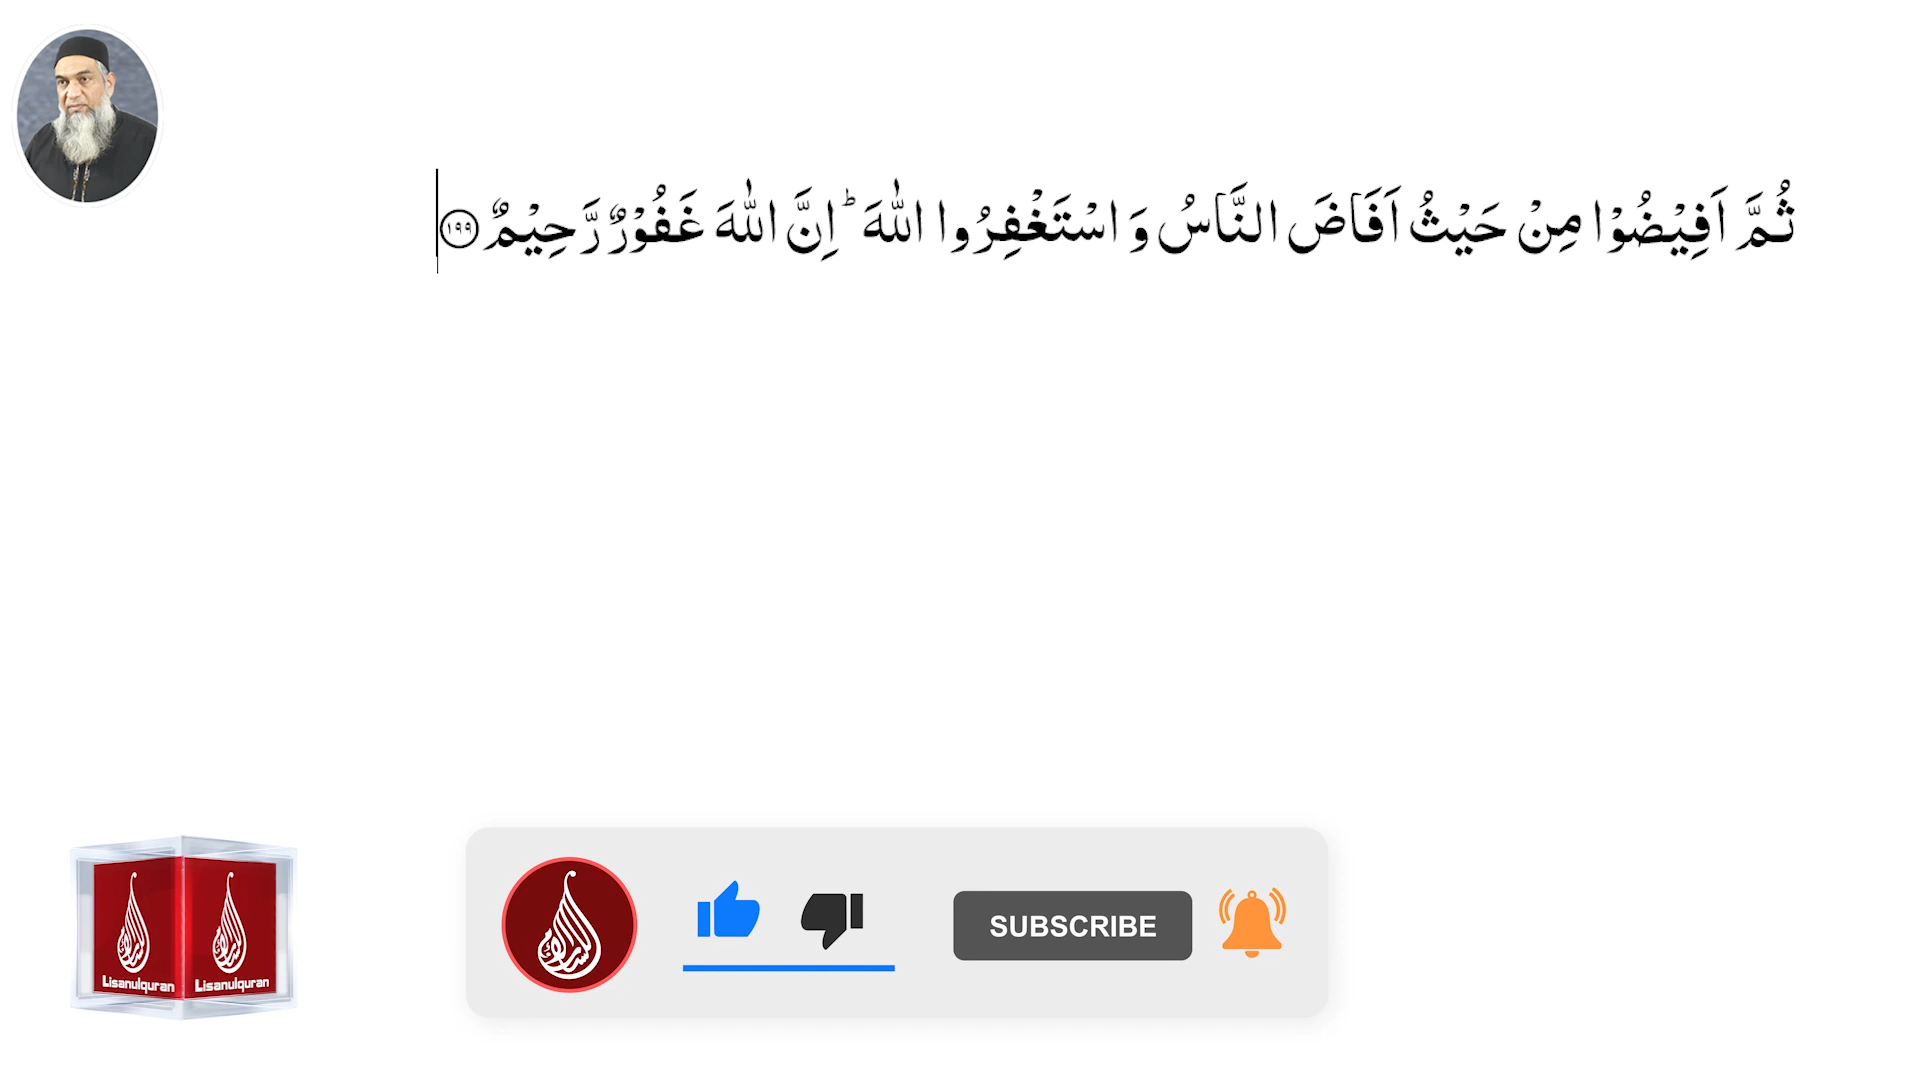 ثُمَّ اَفِيْضُوْا مِنْ حَيْثُ اَفَاضَ النَّاسُ وَ اسْتَغْفِرُوا اللّٰهَ ؕ اِنَّ اللّٰهَ غَفُوْرٌ رَّحِيْمٌ ۱۹۹
SUBSCRIBE
Lisanulquran Lisanulquran